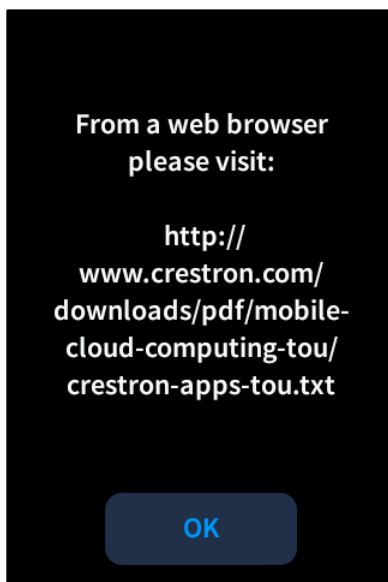 From a web browser
please visit:
http://
www.crestron.com/
downloads/pdf/mobile-
cloud-computing-tou/
crestron-apps-tou.txt
OK